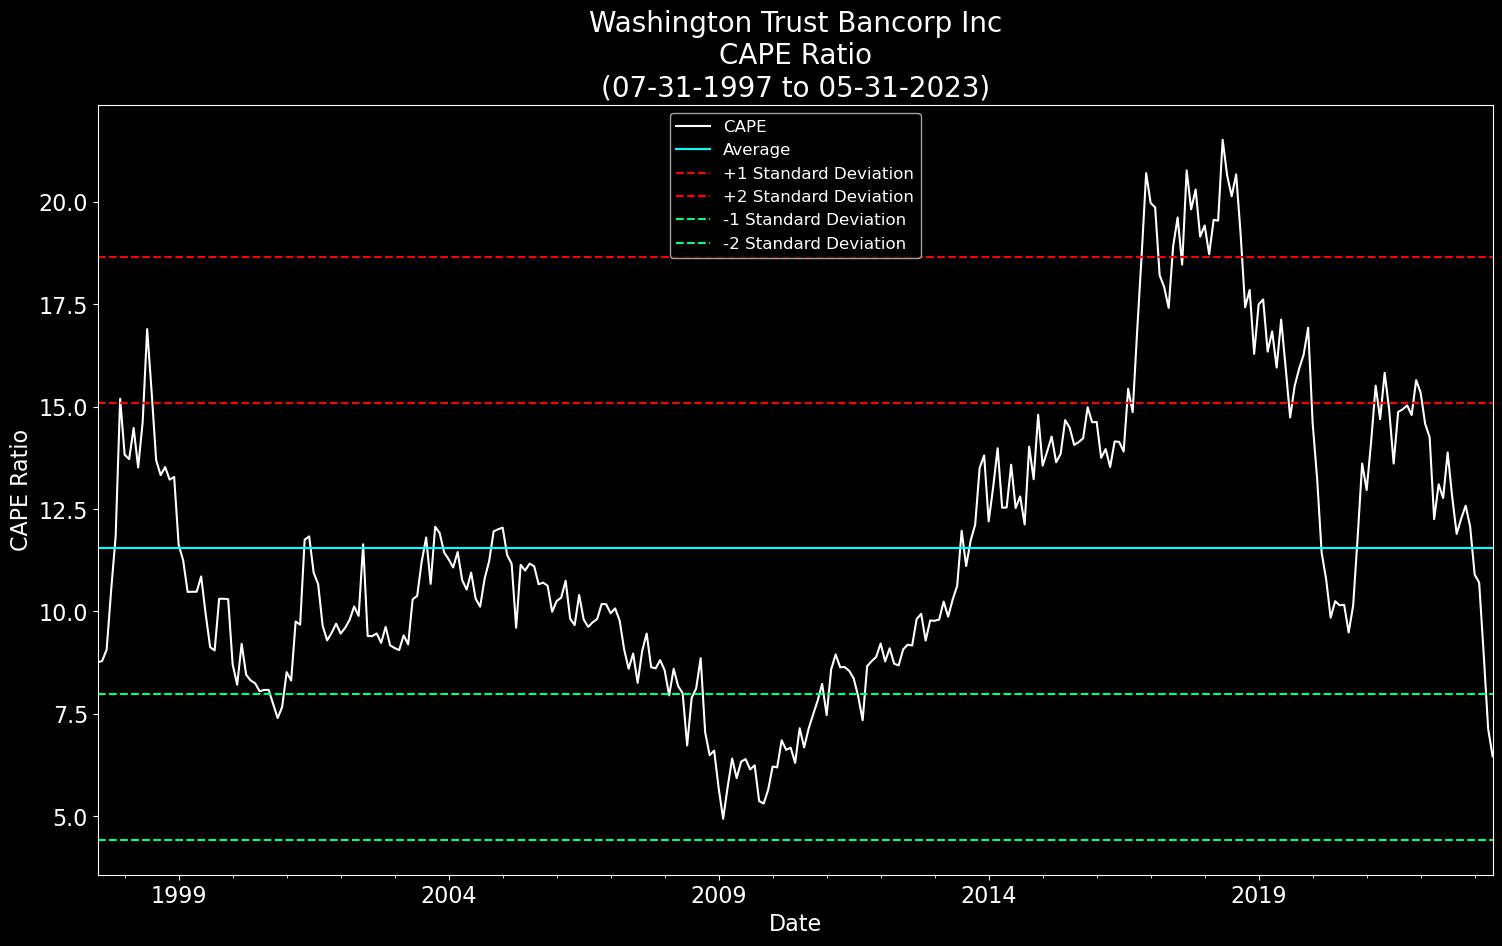 Washington Trust Bancorp Inc
CAPE Ratio
(07-31-1997 to 05-31-2023)
CAPE
Average
+1 Standard Deviation
+2 Standard Deviation
-1 Standard Deviation
-2 Standard Deviation
CAPE Ratio
20.0
17.5
15.0
12.5
10.0
7.5
5.0
1999
2004
2009
2014
2019
Date